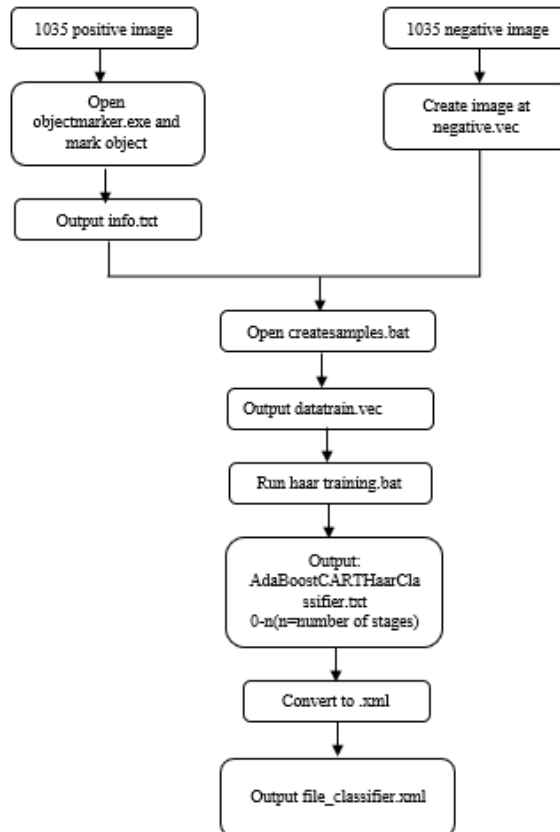 1035 positive image
1035 negative image
Open
objectmarker.exe and
mark object
Create image at
negative.vec
Output info.txt
Open createsamples.bat
Output datatrain.vec
Run haar training.bat
Output:
AdaBoostCARTHaarCla
ssifier.txt
0-n(n=number of stages)
Convert to .xml
Output file_classifier.xml